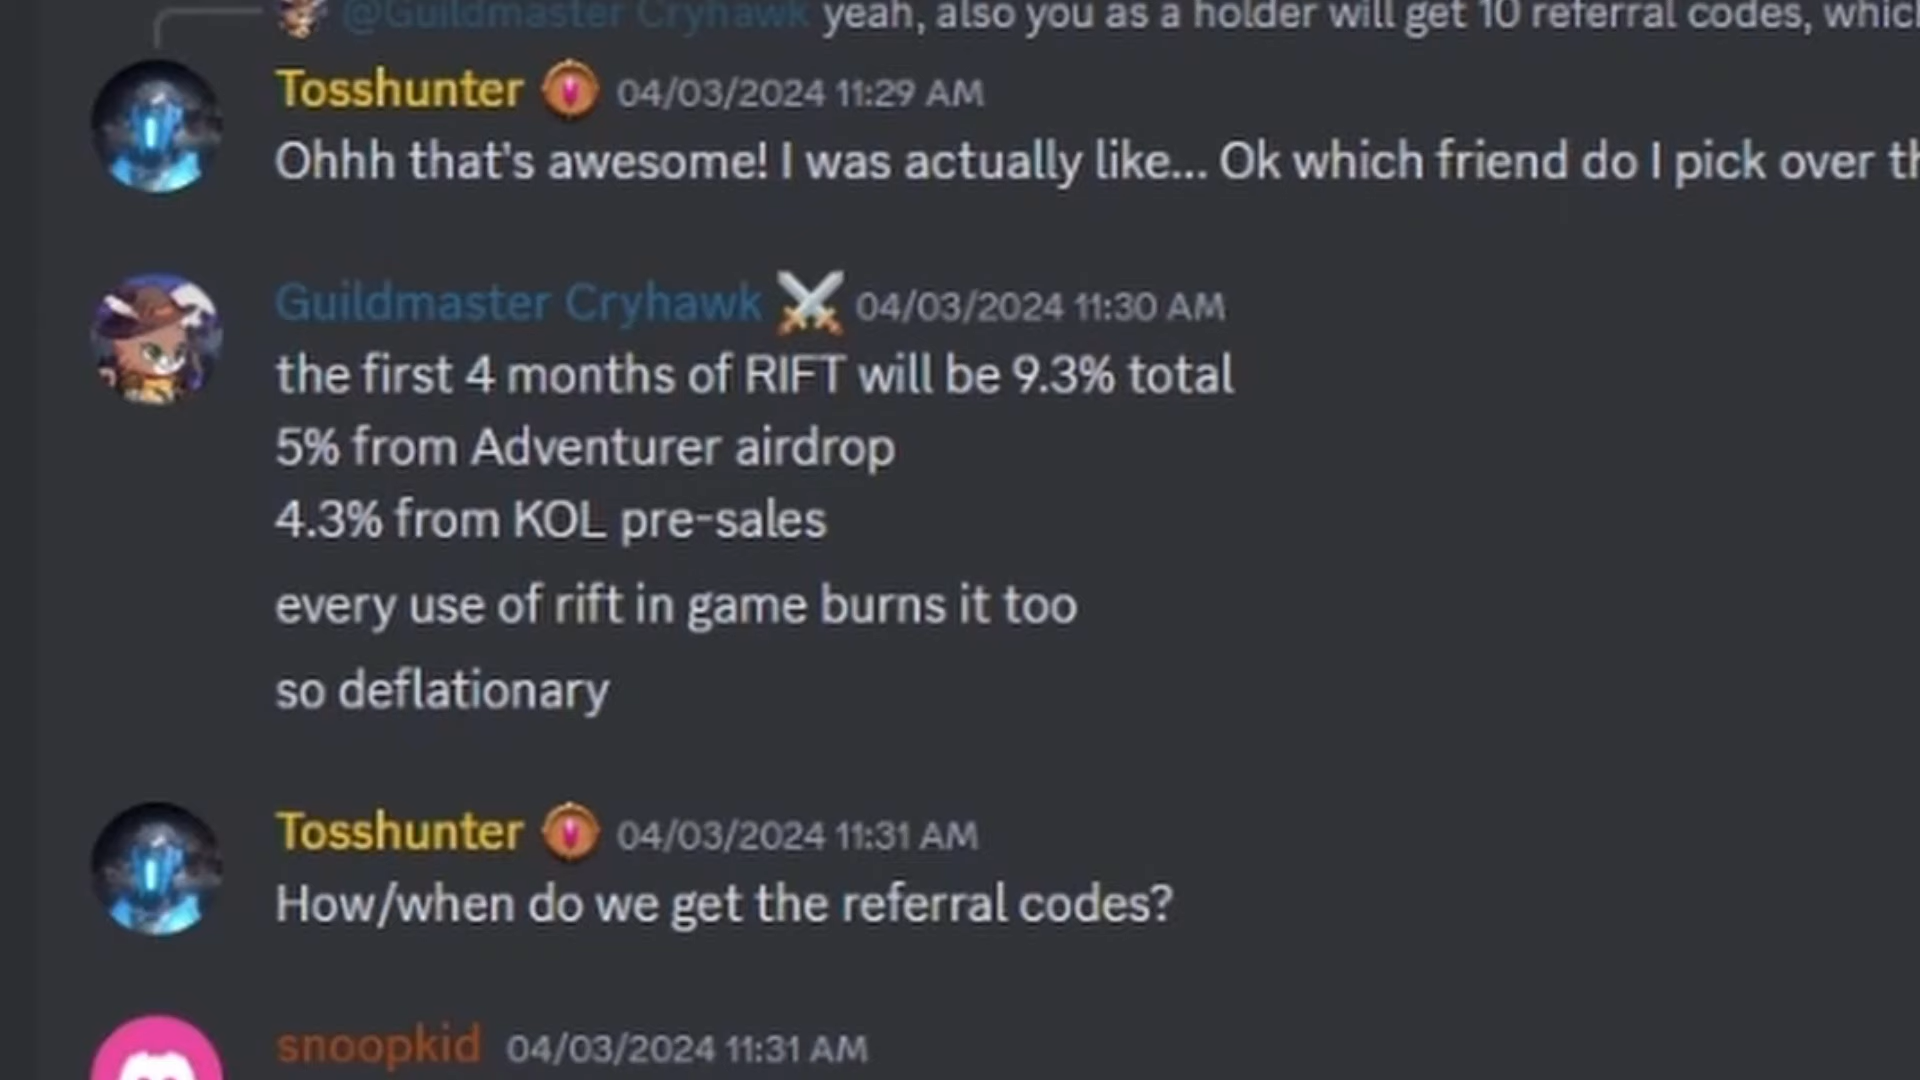 @Guildmaster Cryhawk yeah, also you as a holder will get 10 referral codes,
Tosshunter 04/03/2024 11:29 AM
Ohhh that's awesome! I was actually like... Ok which friend do I pick over
Guildmaster Cryhawk 04/03/2024 11:30 AM
the first 4 months of RIFT will be 9.3% total
5% from Adventurer airdrop
4.3% from KOL pre-sales
every use of rift in game burns it too
so deflationary
Tosshunter 04/03/2024 11:31 AM
How/when do we get the referral codes?
snoopkid 04/03/2024 11:31 AM